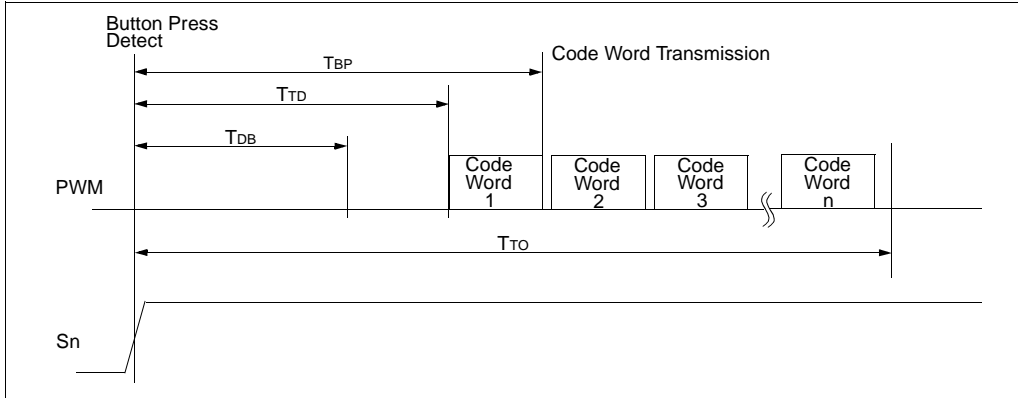 Button Press
Detect
TBP
Code Word Transmission
TTD
TDB
PWM
Code
Word
1
Code
Word
2
Code
Word
3
Code
Word
n
TTO
Sn